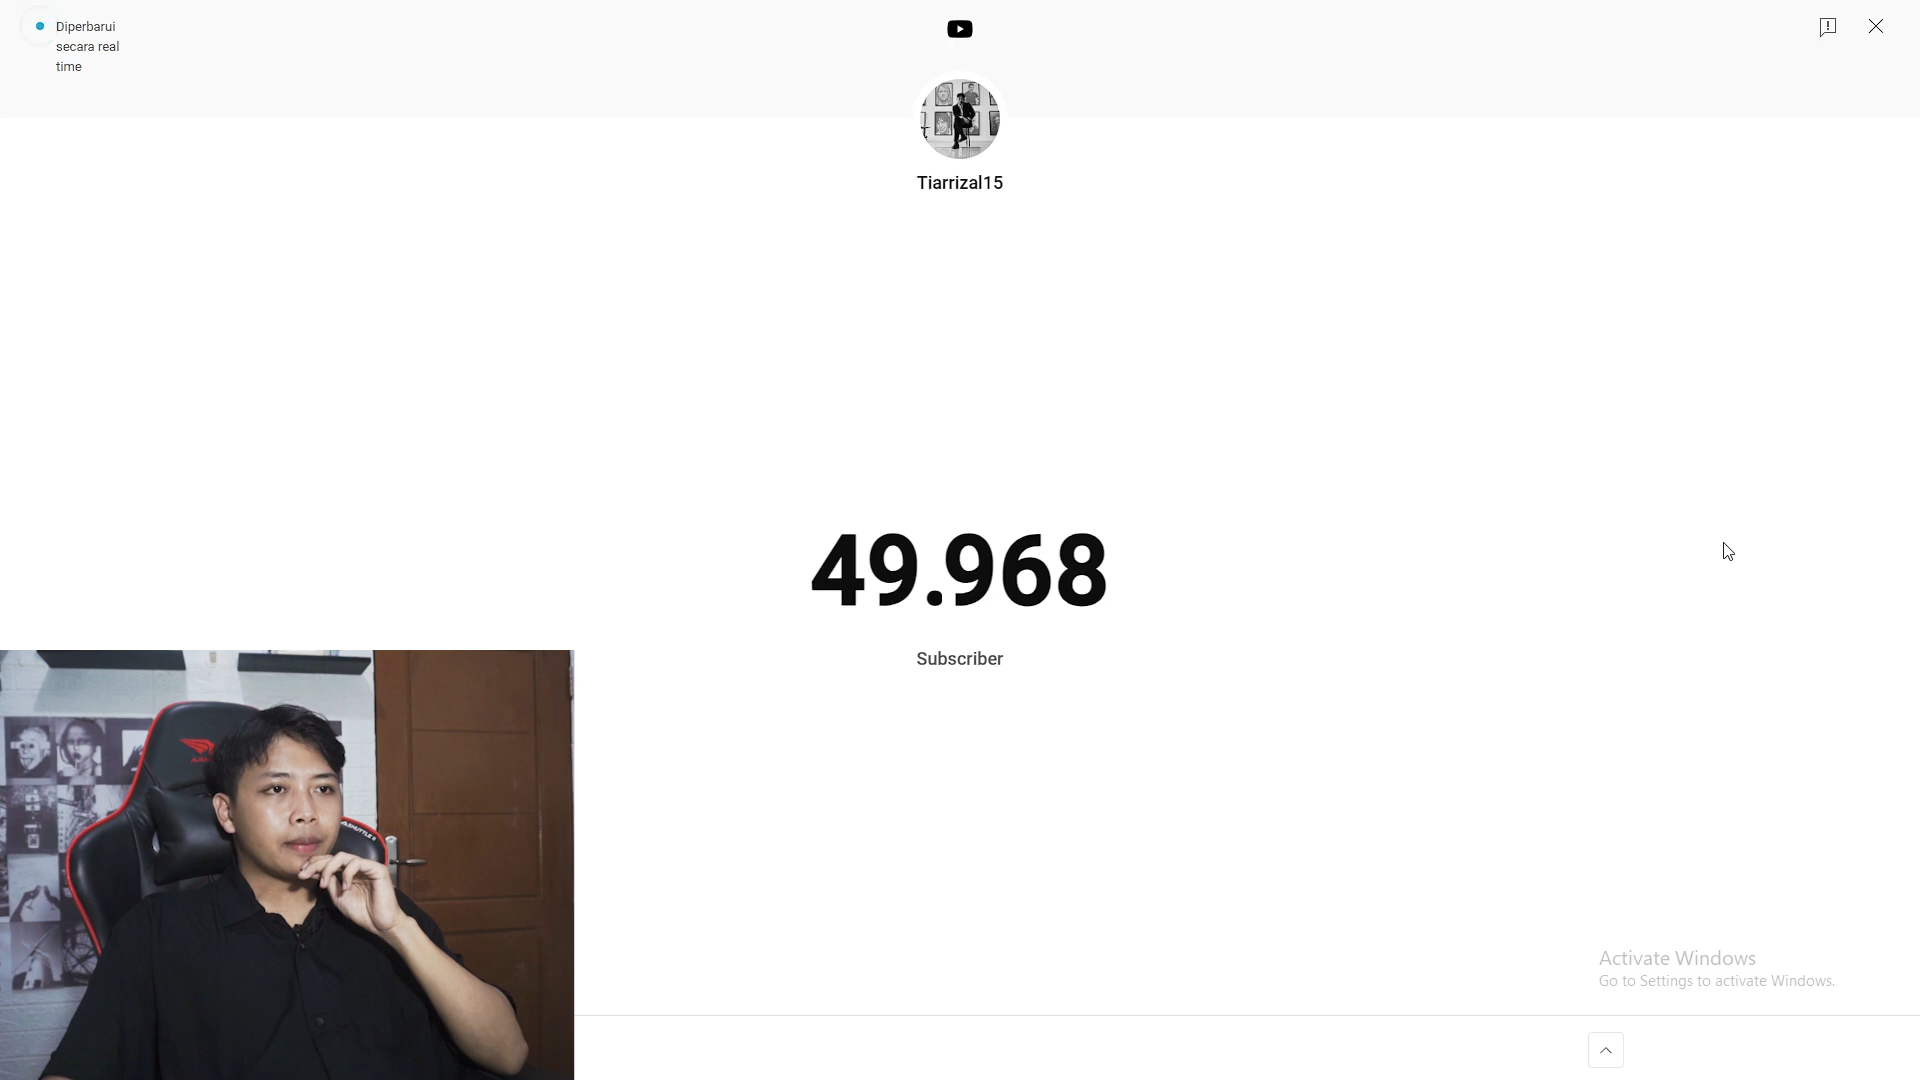 Diperbarui
secara real
time
Tiarrizal15
49.968
Subscriber
Activate Windows
Go to Settings to activate Windows.